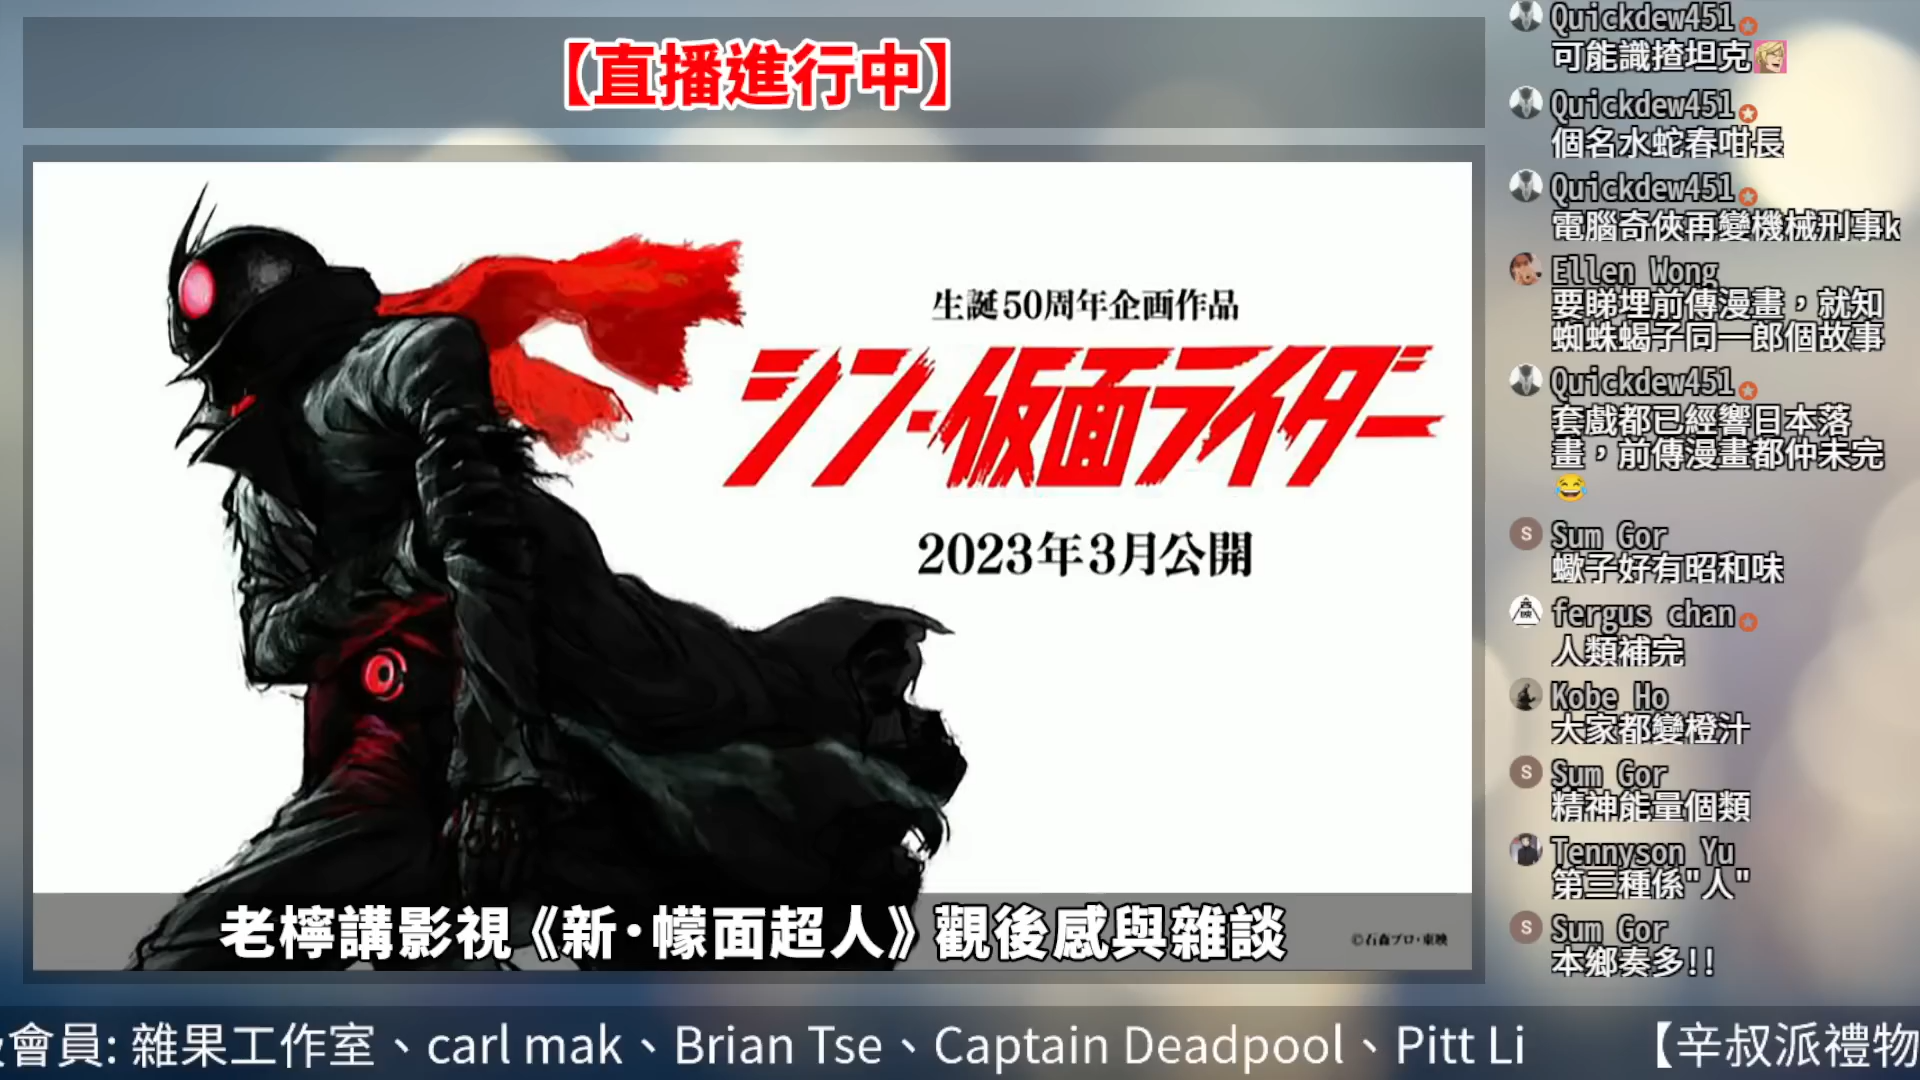 【直播進行中】
生誕50周年企画作品
シン・仮面ライダー
2023年3月公開
老檸講影視《新·幪面超人》觀後感與雜談
©石森プロ・東映
Quickdew451
可能識揸坦克
Quickdew451
個名水蛇春咁長
Quickdew451
電腦奇俠再變機械刑事k
Ellen Wong
要睇埋前傳漫畫，就知
蜘蛛蝎子同一郎個故事
Quickdew451
套戲都已經響日本落
畫，前傳漫畫都仲未完
😂
S Sum Gor
蠍子好有昭和味
fergus chan
人類補完
Kobe Ho
大家都變橙汁
S Sum Gor
精神能量個類
Tennyson Yu
第三種係"人"
S Sum Gor
本鄉奏多!!
會員: 雜果工作室、carl mak、Brian Tse、Captain Deadpool、Pitt Li 【辛叔派禮物